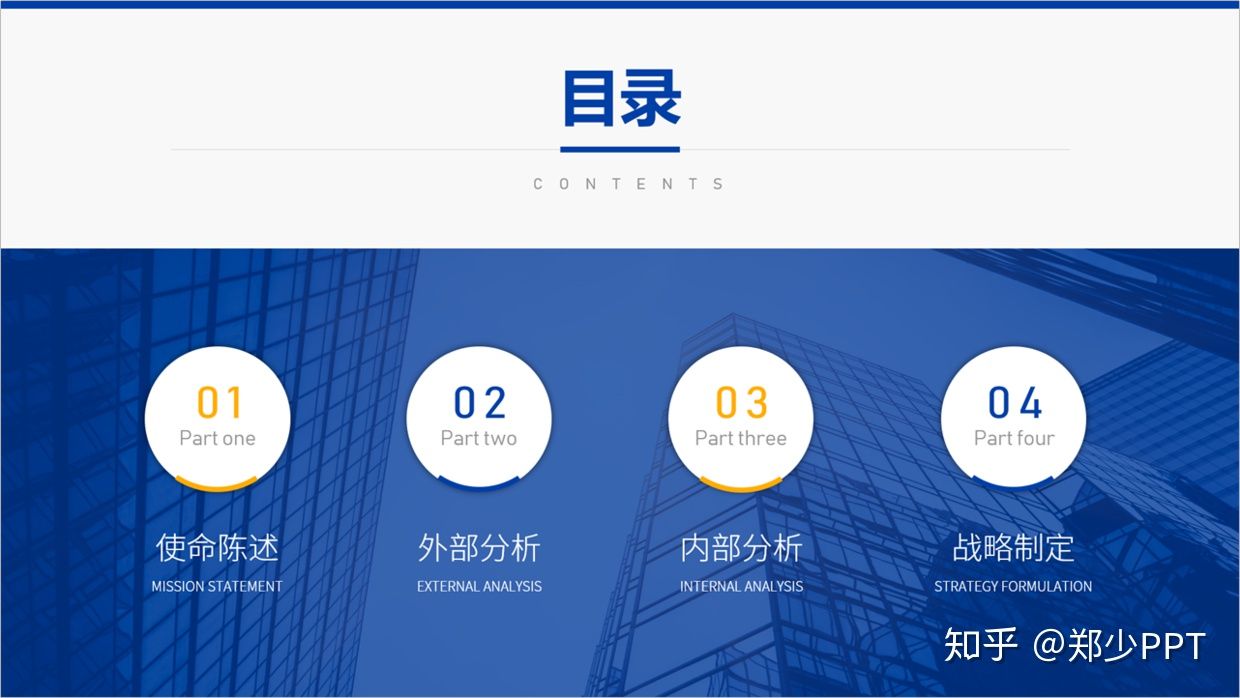 目录
CONTENTS
01
Part one
使命陈述
MISSION STATEMENT
02
Part two
外部分析
EXTERNAL ANALYSIS
03
Part three
内部分析
INTERNAL ANALYSIS
04
Part four
战略制定
STRATEGY FORMULATION
知乎 @郑少PPT